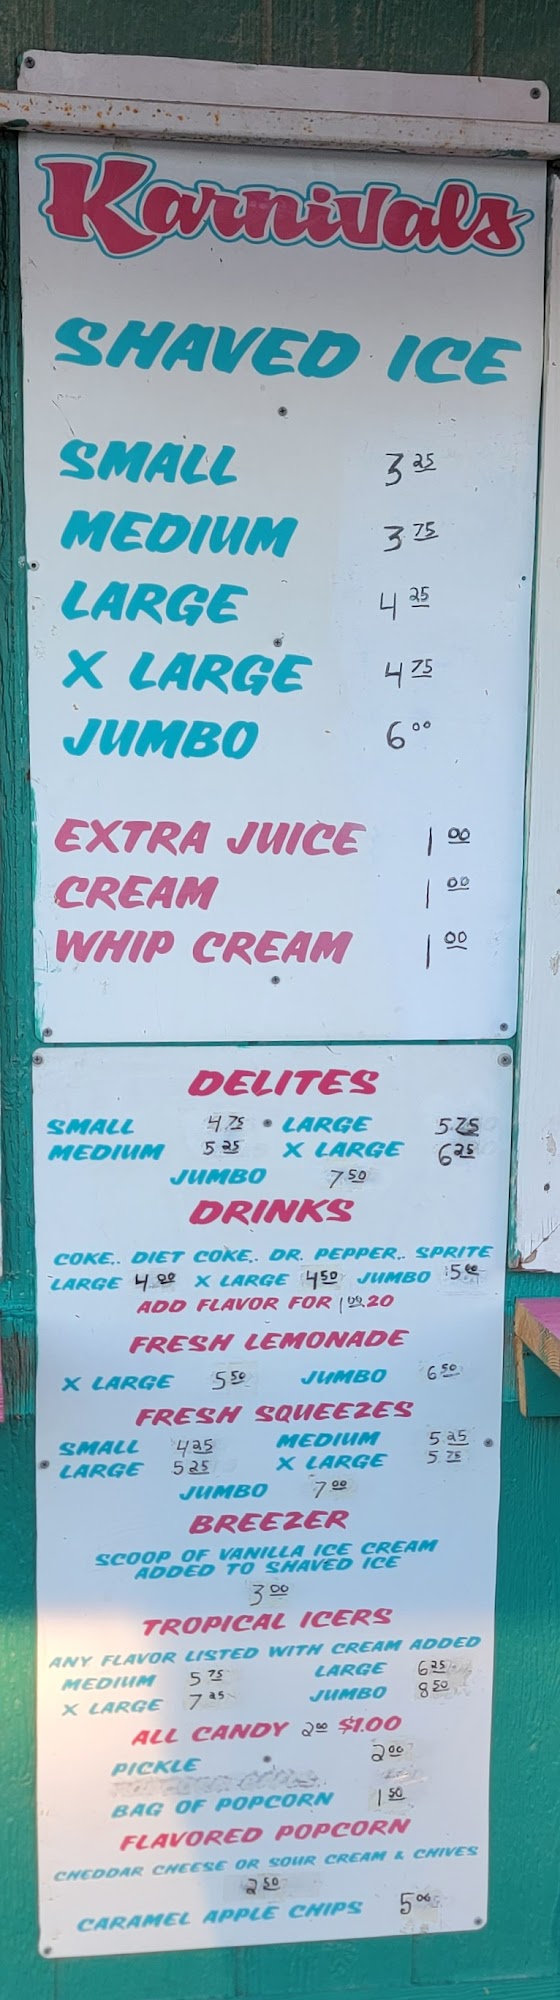 Karnivals
SHAVED ICE
SMALL 3 25
MEDIUM 3 75
LARGE 4 25
X LARGE 4 75
JUMBO 6 00
EXTRA JUICE 1 00
CREAM 1 00
WHIP CREAM 1 00
DELITES
SMALL 4 75 LARGE 5 75
MEDIUM 5 25 X LARGE 6 25
JUMBO 7 50
DRINKS
COKE.. DIET COKE.. DR. PEPPER.. SPRITE
LARGE 4 00 X LARGE 4 50 JUMBO 5 00
ADD FLAVOR FOR 1 00 .20
FRESH LEMONADE
X LARGE 5 50 JUMBO 6 50
FRESH SQUEEZES
SMALL 4 25 MEDIUM 5 25
LARGE 5 25 X LARGE 5 75
JUMBO 7 00
BREEZER
SCOOP OF VANILLA ICE CREAM
ADDED TO SHAVED ICE
3 00
TROPICAL ICERS
ANY FLAVOR LISTED WITH CREAM ADDED
MEDIUM 5 75 LARGE 6 25
X LARGE 7 25 JUMBO 8 50
ALL CANDY 2 00 $1.00
PICKLE 2 00
BAG OF POPCORN 1 50
FLAVORED POPCORN
CHEDDAR CHEESE OR SOUR CREAM & CHIVES
2 50
CARAMEL APPLE CHIPS 5 00